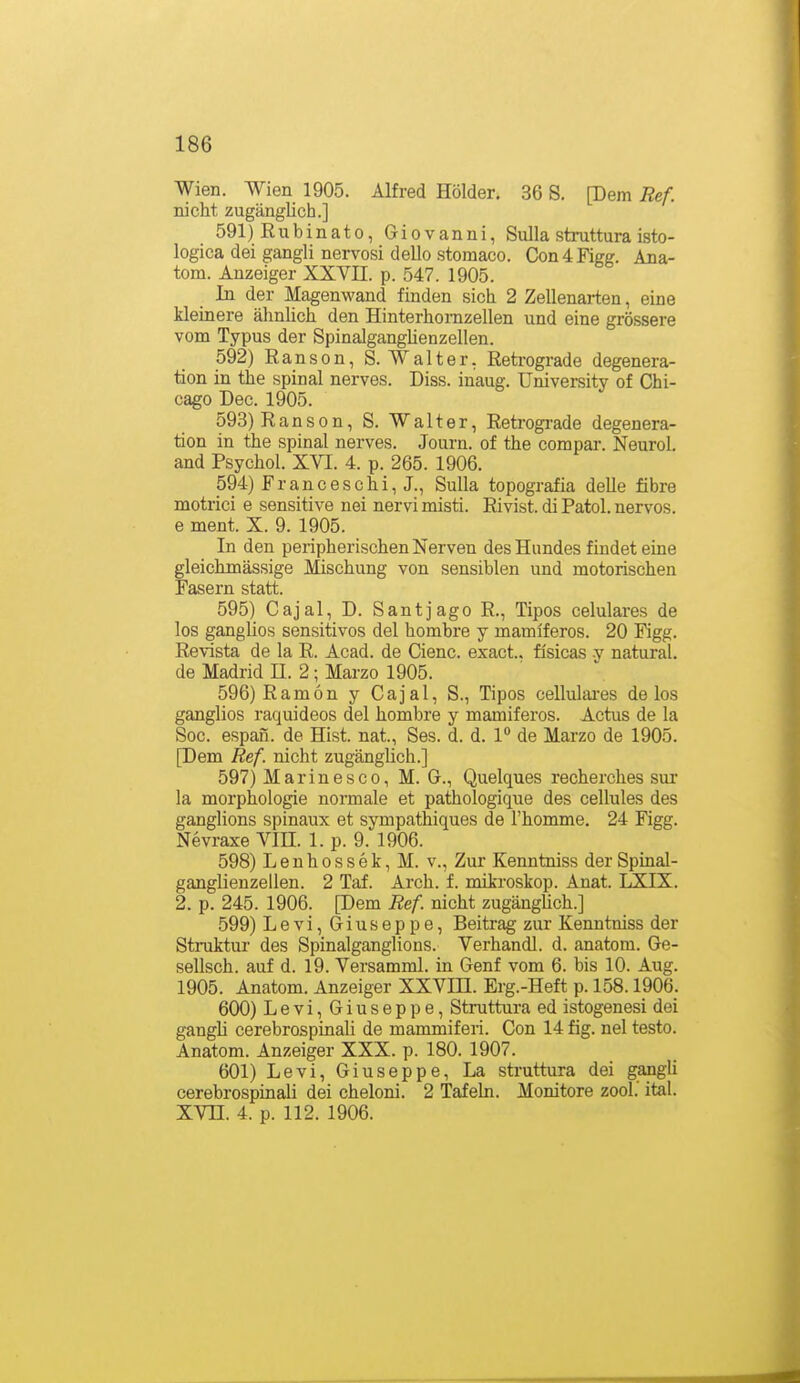 186
Wien. Wien 1905. Alfred Hölder. 36 S. [Dem Ref.
nicht zugänglich.]
591) Rubinato, Giovanni, Sulla struttura isto-
logica dei gangli nervosi dello stomaco. Con 4 Figg. Ana-
tom. Anzeiger XXVII. p. 547. 1905.
In der Magenwand finden sich 2 Zellenarten, eine
kleinere ähnlich den Hinterhornzellen und eine grössere
vom Typus der Spinalganglienzellen.
592) Ranson, S. Walter, Retrograde degenera-
tion in the spinal nerves. Diss. inaug. University of Chi-
cago Dec. 1905.
593) Ranson, S. Walter, Retrograde degenera-
tion in the spinal nerves. Journ. of the compar. Neurol.
and Psychol. XVI. 4. p. 265. 1906.
594) Franceschi, J., Sulla topografia delle fibre
motrici e sensitive nei nervi misti. Rivist. di Patol. nervos.
e ment. X. 9. 1905.
In den peripherischen Nerven des Hundes findet eine
gleichmässige Mischung von sensiblen und motorischen
Fasern statt.
595) Cajal, D. Santjago R., Tipos celulares de
los ganglios sensitivos del hombre y mamíferos. 20 Figg.
Revista de la R. Acad. de Cienc. exact., físicas y natural.
de Madrid II. 2; Marzo 1905.
596) Ramón y Cajal, S., Tipos cellulares de los
ganglios raquideos del hombre y mamiferos. Actus de la
Soc. españ. de Hist. nat., Ses. d. d. 1⁰ de Marzo de 1905.
[Dem Ref. nicht zugänglich.]
597) Marinesco, M. G., Quelques recherches sur
la morphologie normale et pathologique des cellules des
ganglions spinaux et sympathiques de l'homme. 24 Figg.
Névraxe VIII. 1. p. 9. 1906.
598) Lenhossék, M. v., Zur Kenntniss der Spinal-
ganglienzellen. 2 Taf. Arch. f. mikroskop. Anat. LXIX.
2. p. 245. 1906. [Dem Ref. nicht zugänglich.]
599) Levi, Giuseppe, Beitrag zur Kenntniss der
Struktur des Spinalganglions. Verhandl. d. anatom. Ge-
sellsch. auf d. 19. Versamml. in Genf vom 6. bis 10. Aug.
1905. Anatom. Anzeiger XXVIII. Erg.-Heft p. 158. 1906.
600) Levi, Giuseppe, Struttura ed istogenesi dei
gangli cerebrospinali de mammiferi. Con 14 fig. nel testo.
Anatom. Anzeiger XXX. p. 180. 1907.
601) Levi, Giuseppe, La struttura dei gangli
cerebrospinali dei cheloni. 2 Tafeln. Monitore zool. ital.
XVII. 4. p. 112. 1906.